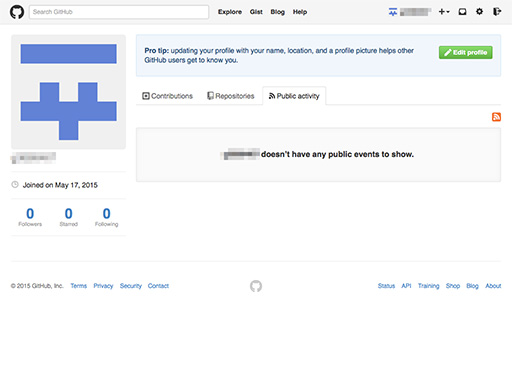 Search GitHub
Explore Gist Blog Help
Pro tip: updating your profile with your name, location, and a profile picture helps other
GitHub users get to know you.
Edit profile
Contributions Repositories Public activity
doesn't have any public events to show.
Joined on May 17, 2015
0 0 0
Followers Starred Following
© 2015 GitHub, Inc. Terms Privacy Security Contact
Status API Training Shop Blog About